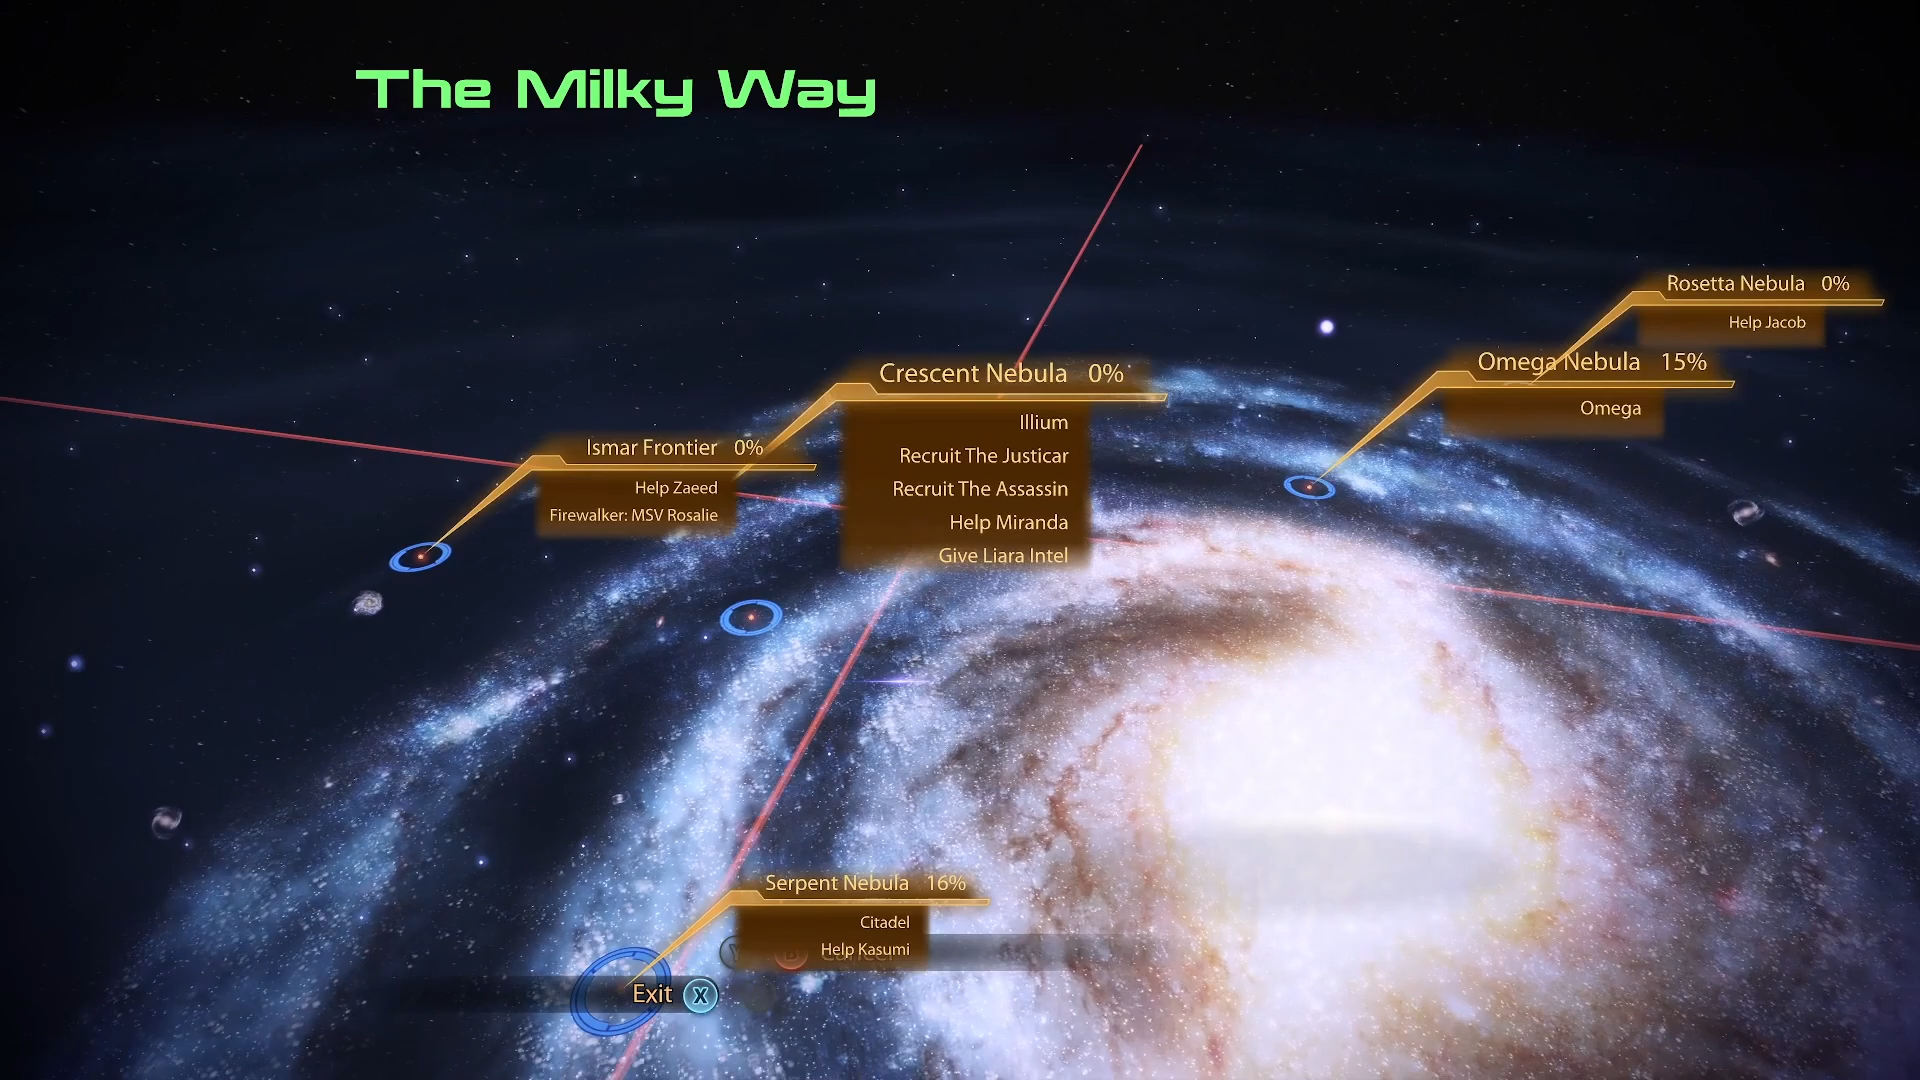 The Milky Way
Rosetta Nebula 0%
Help Jacob
Omega Nebula 15%
Omega
Crescent Nebula 0%
Illium
Recruit The Justicar
Recruit The Assassin
Help Miranda
Give Liara Intel
Ismar Frontier 0%
Help Zaeed
Firewalker: MSV Rosalie
Serpent Nebula 16%
Citadel
Help Kasumi
Exit X